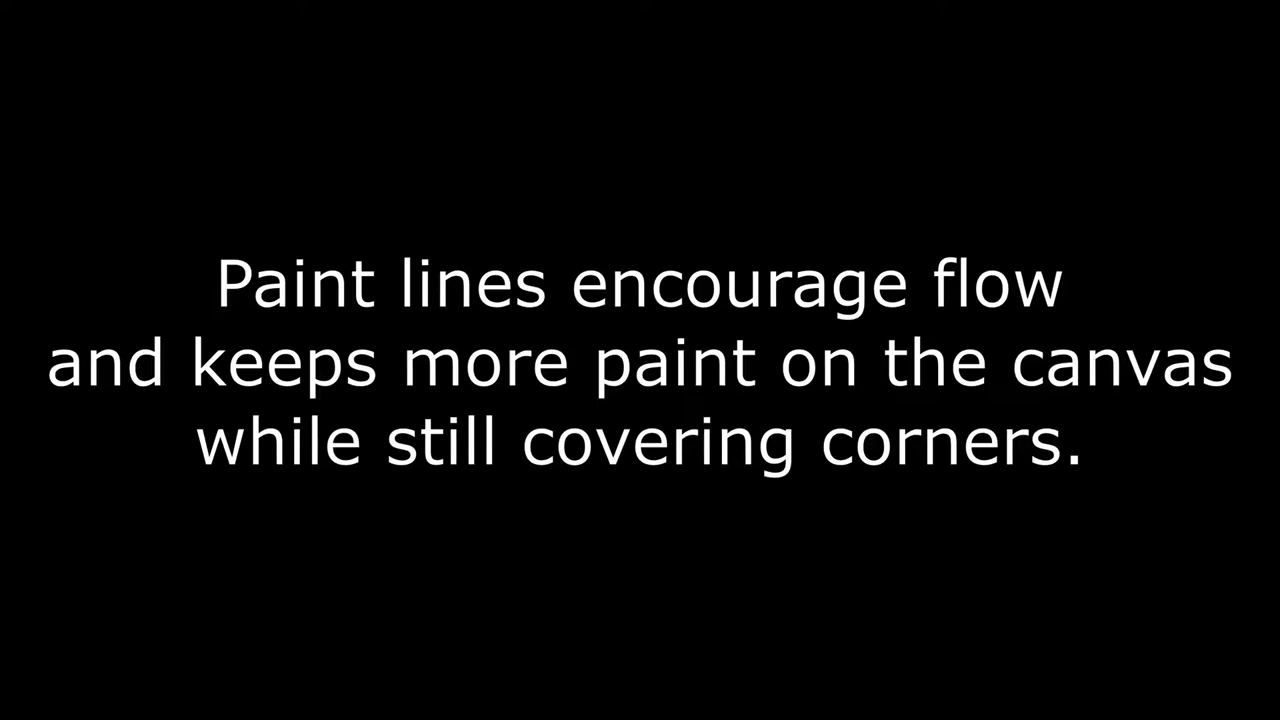 Paint lines encourage flow
and keeps more paint on the canvas
while still covering corners.